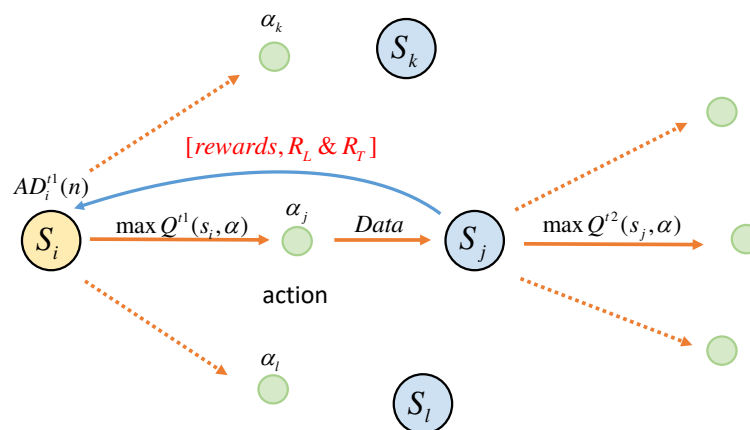 α_k
S_k
[rewards, R_L & R_T]
AD_i^{t1}(n)
S_i
max Q^{t1}(s_i, α)
α_j
Data
S_j
max Q^{t2}(s_j, α)
action
α_l
S_l